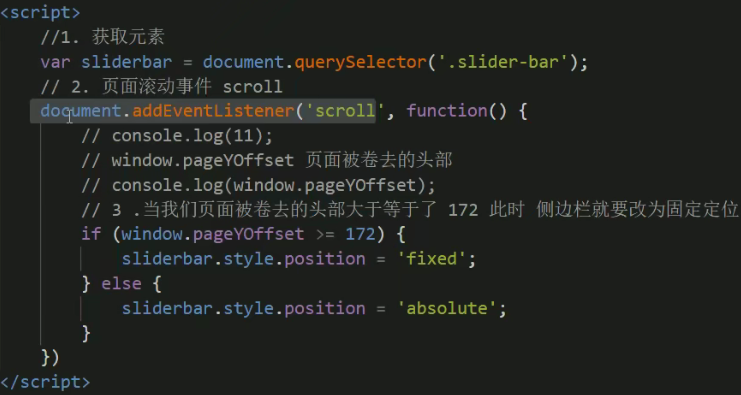 <script>
//1. 获取元素
var sliderbar = document.querySelector('.slider-bar');
// 2. 页面滚动事件 scroll
document.addEventListener('scroll', function() {
// console.log(11);
// window.pageYOffset 页面被卷去的头部
// console.log(window.pageYOffset);
// 3 .当我们页面被卷去的头部大于等于了 172 此时 侧边栏就要改为固定定位
if (window.pageYOffset >= 172) {
sliderbar.style.position = 'fixed';
} else {
sliderbar.style.position = 'absolute';
}
})
</script>